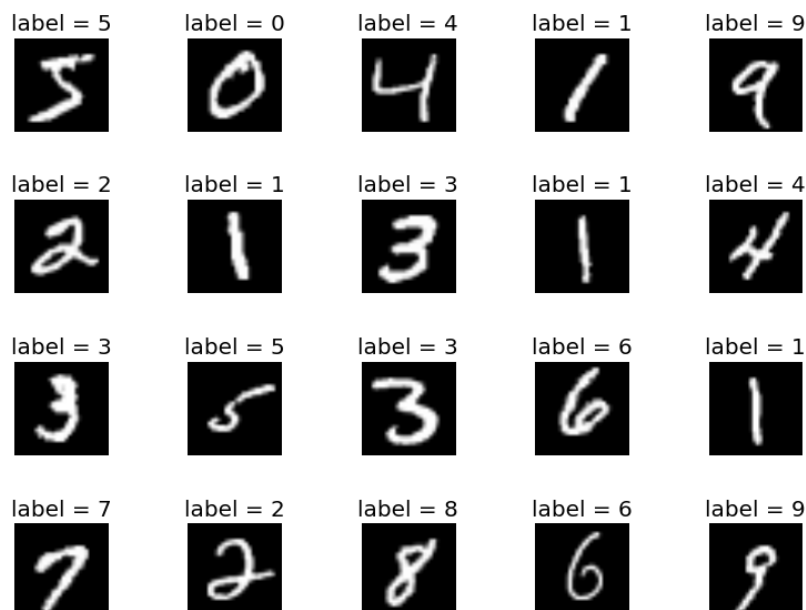 label = 5 label = 0 label = 4 label = 1 label = 9
5 0 4 1 9
label = 2 label = 1 label = 3 label = 1 label = 4
2 1 3 1 4
label = 3 label = 5 label = 3 label = 6 label = 1
3 5 3 6 1
label = 7 label = 2 label = 8 label = 6 label = 9
7 2 8 6 9